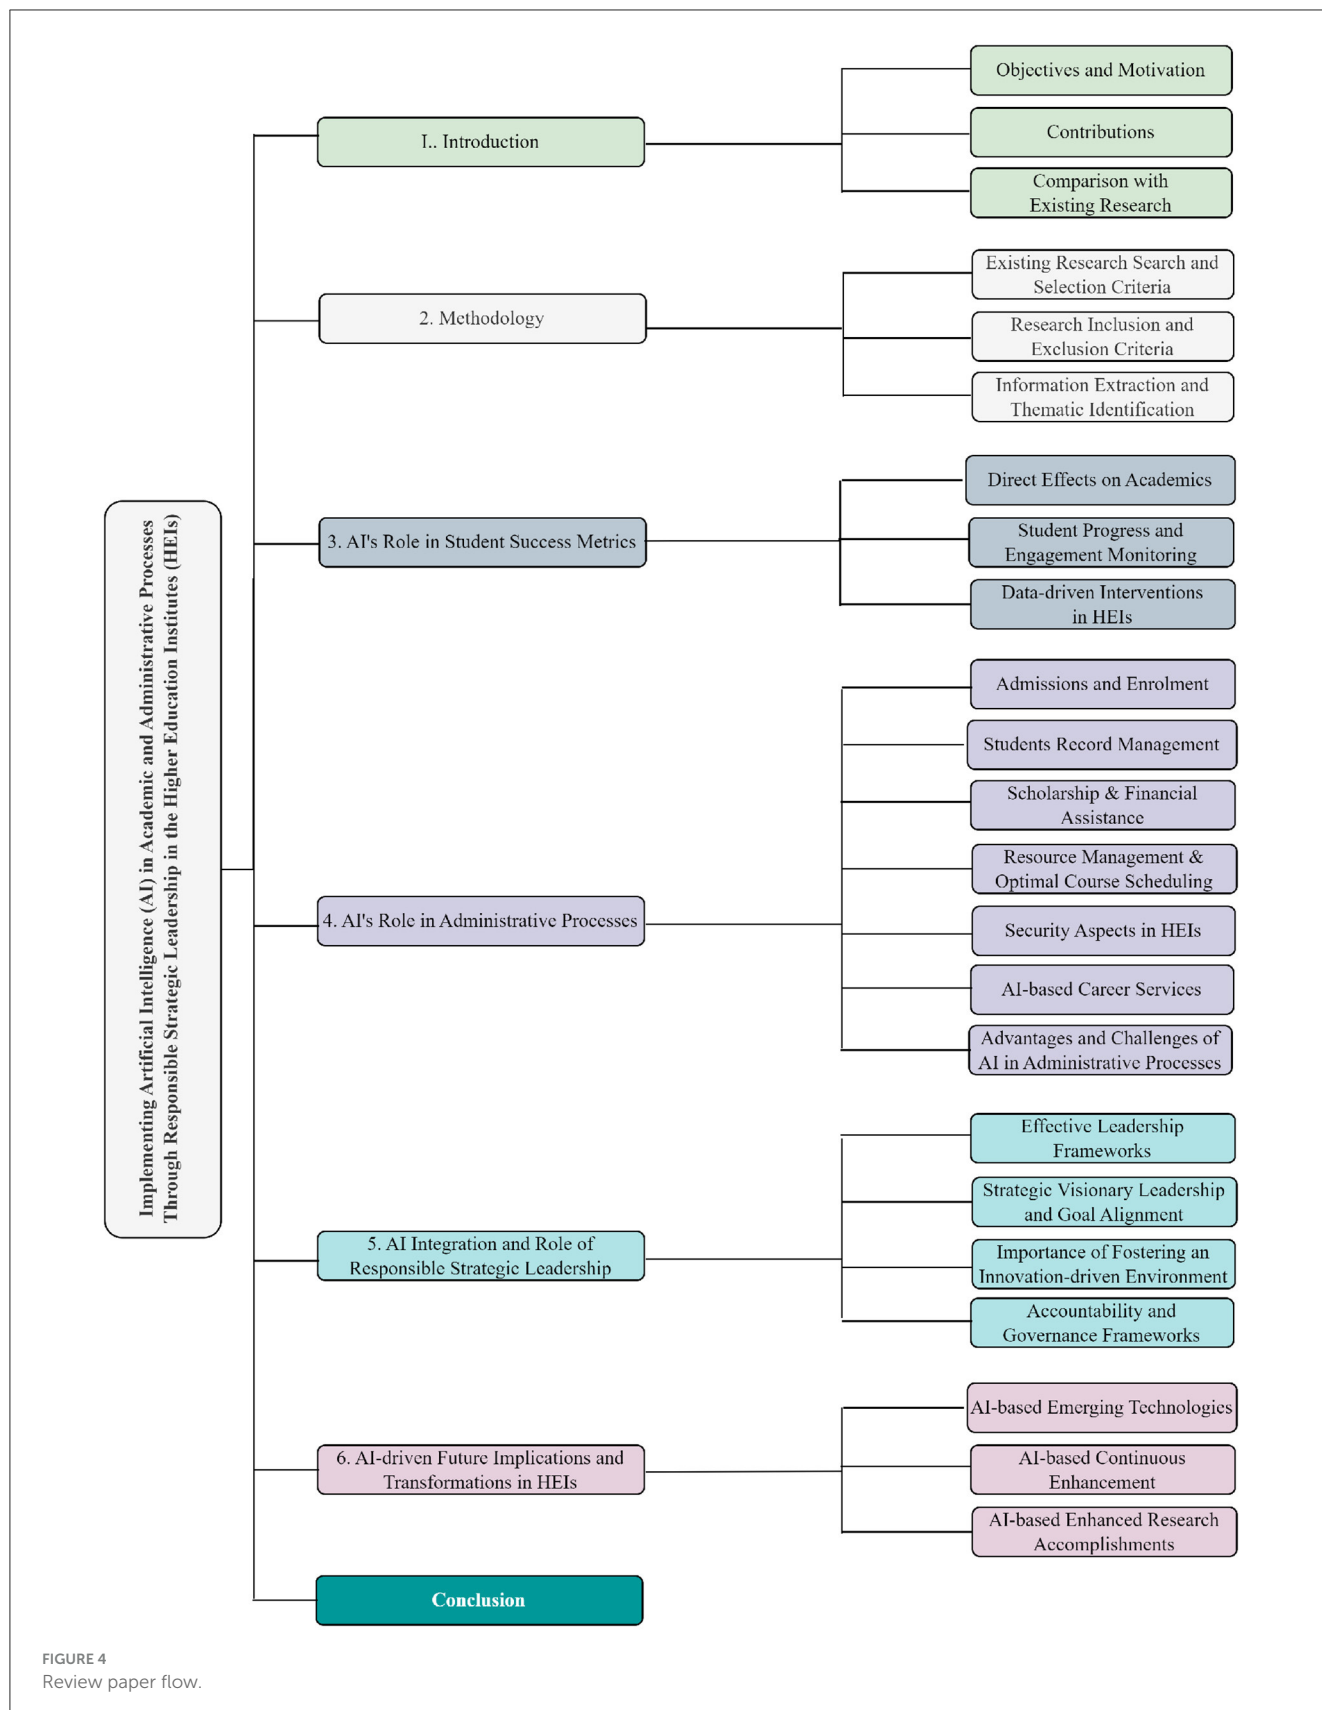 Implementing Artificial Intelligence (AI) in Academic and Administrative Processes
Through Responsible Strategic Leadership in the Higher Education Institutes (HEIs)
I.. Introduction
Objectives and Motivation
Contributions
Comparison with
Existing Research
2. Methodology
Existing Research Search and
Selection Criteria
Research Inclusion and
Exclusion Criteria
Information Extraction and
Thematic Identification
3. AI's Role in Student Success Metrics
Direct Effects on Academics
Student Progress and
Engagement Monitoring
Data-driven Interventions
in HEIs
4. AI's Role in Administrative Processes
Admissions and Enrolment
Students Record Management
Scholarship & Financial
Assistance
Resource Management &
Optimal Course Scheduling
Security Aspects in HEIs
AI-based Career Services
Advantages and Challenges of
AI in Administrative Processes
5. AI Integration and Role of
Responsible Strategic Leadership
Effective Leadership
Frameworks
Strategic Visionary Leadership
and Goal Alignment
Importance of Fostering an
Innovation-driven Environment
Accountability and
Governance Frameworks
6. AI-driven Future Implications and
Transformations in HEIs
AI-based Emerging Technologies
AI-based Continuous
Enhancement
AI-based Enhanced Research
Accomplishments
Conclusion
FIGURE 4
Review paper flow.